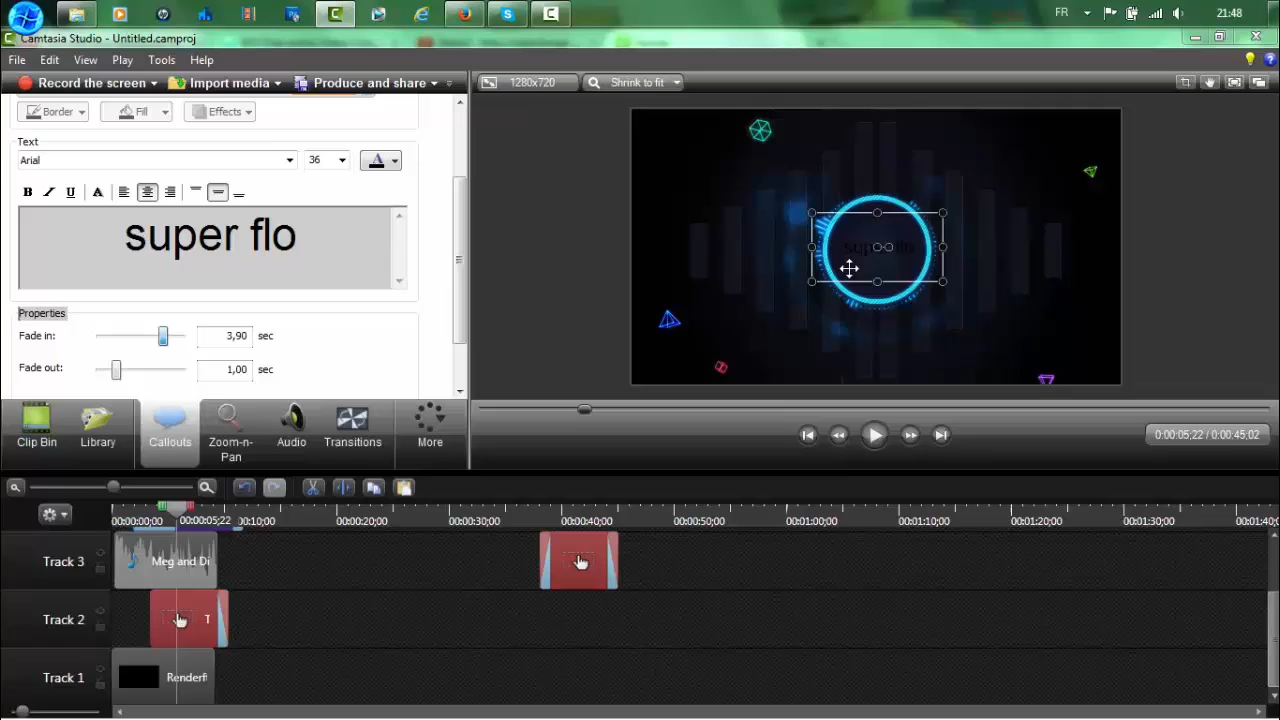 FR 21:48
Camtasia Studio - Untitled.camproj
File Edit View Play Tools Help
Record the screen Import media Produce and share
1280x720 Shrink to fit
Border Fill Effects
Text
Arial 36 A
B I U A
super flo
super flo
Properties
Fade in: 3,90 sec
Fade out: 1,00 sec
Clip Bin Library Callouts Zoom-n-Pan Audio Transitions More
0:00:05;22 / 0:00:45;02
00:00:00;00 00:00:05;22 ;10;00 00:00:20;00 00:00:30;00 00:00:40;00 00:00:50;00 00:01:00;00 00:01:10;00 00:01:20;00 00:01:30;00 00:01:40;0
Track 3 Meg and Di
Track 2 T
Track 1 Renderf